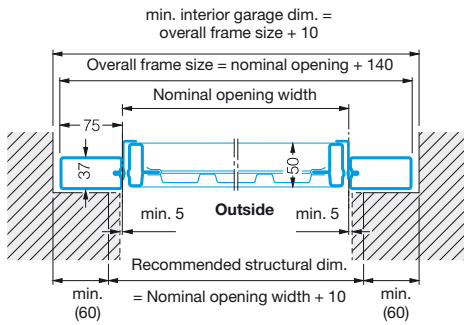 min. interior garage dim. =
overall frame size + 10
Overall frame size = nominal opening + 140
Nominal opening width
75
37
50
min. 5
Outside
min. 5
Recommended structural dim.
= Nominal opening width + 10
min.
(60)
min.
(60)